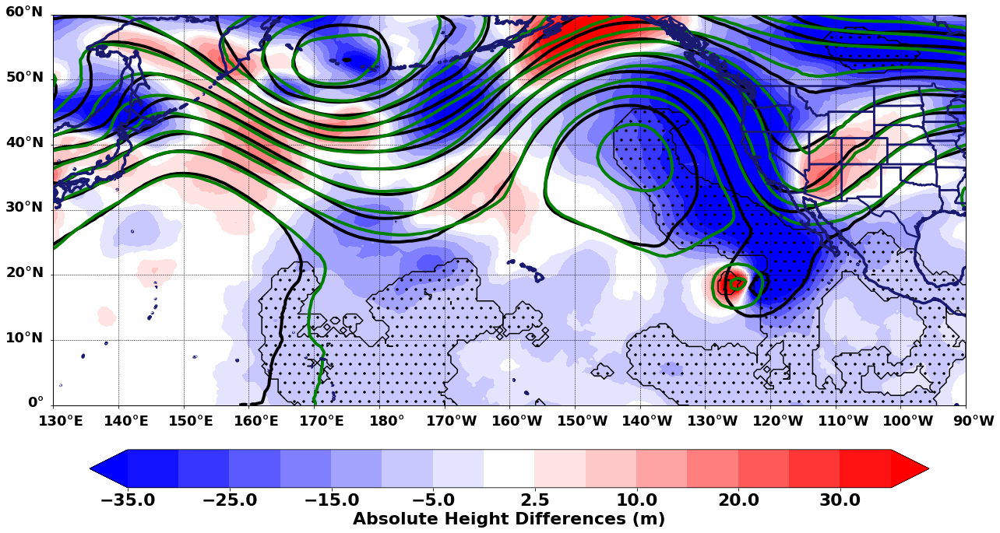 60°N
50°N
40°N
30°N
20°N
10°N
0°
130°E 140°E 150°E 160°E 170°E 180° 170°W 160°W 150°W 140°W 130°W 120°W 110°W 100°W 90°W
−35.0 −25.0 −15.0 −5.0 2.5 10.0 20.0 30.0
Absolute Height Differences (m)